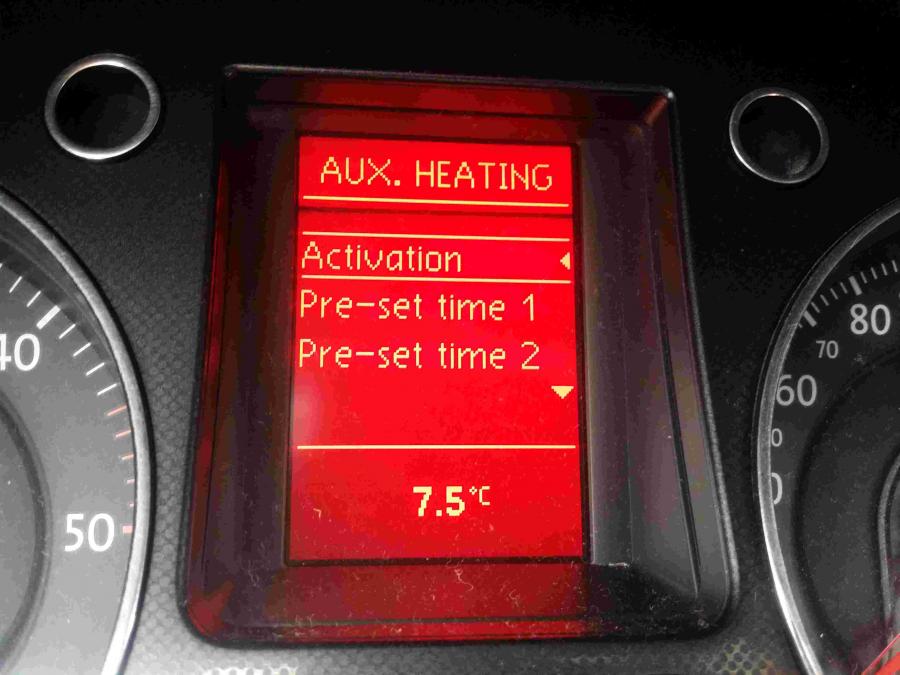 AUX. HEATING
Activation
Pre-set time 1
Pre-set time 2
7.5°C
40
50
80
70
60